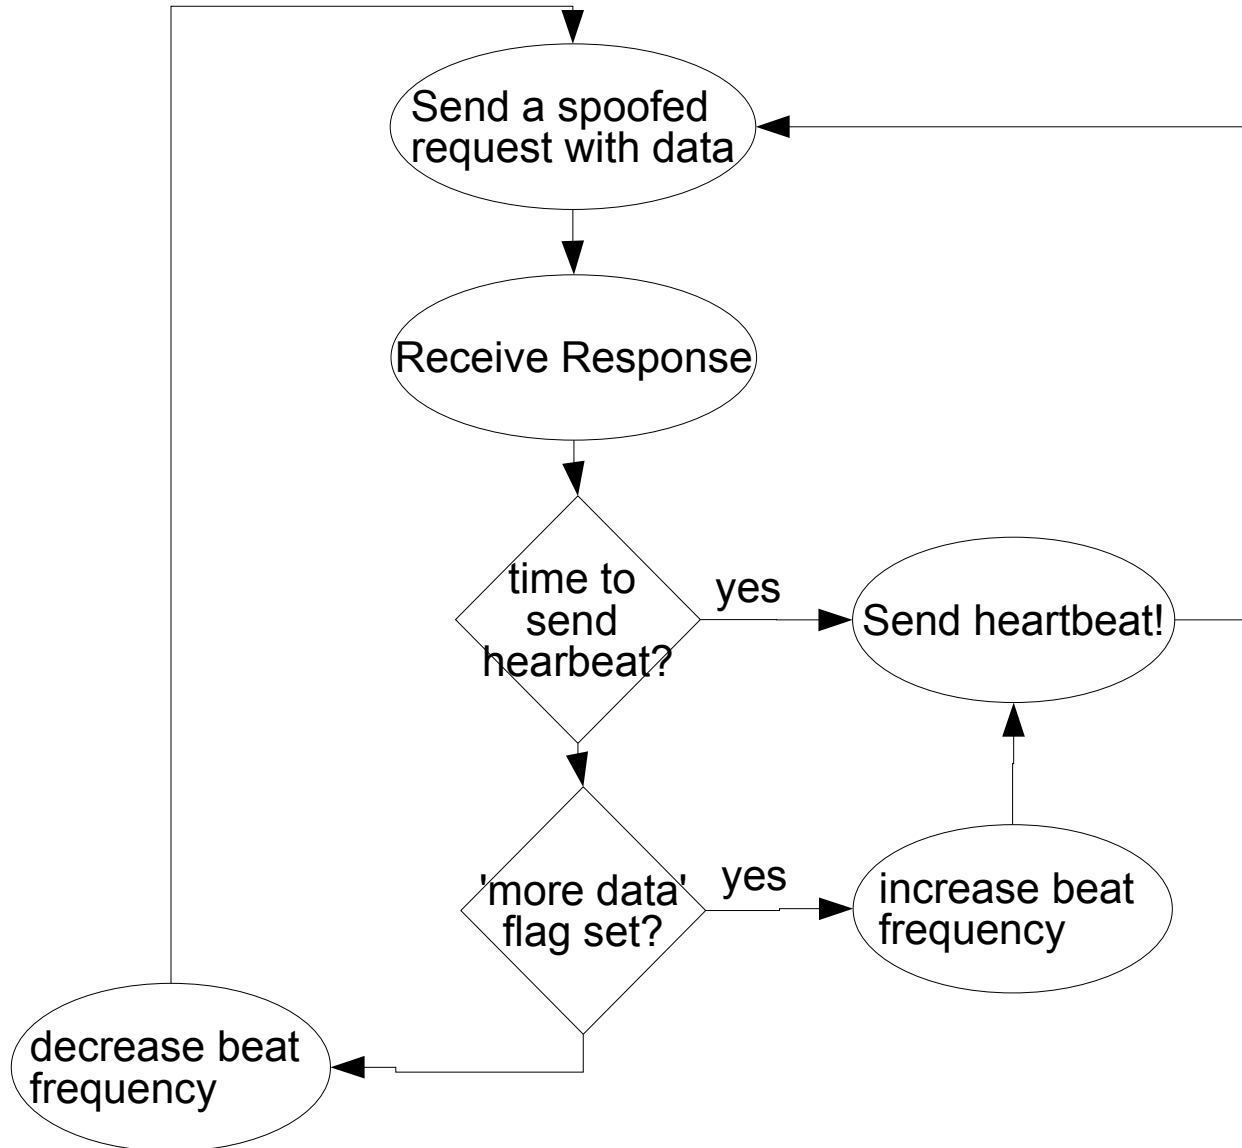 Send a spoofed
request with data
Receive Response
time to
send
hearbeat?
yes
Send heartbeat!
'more data'
flag set?
yes
increase beat
frequency
decrease beat
frequency